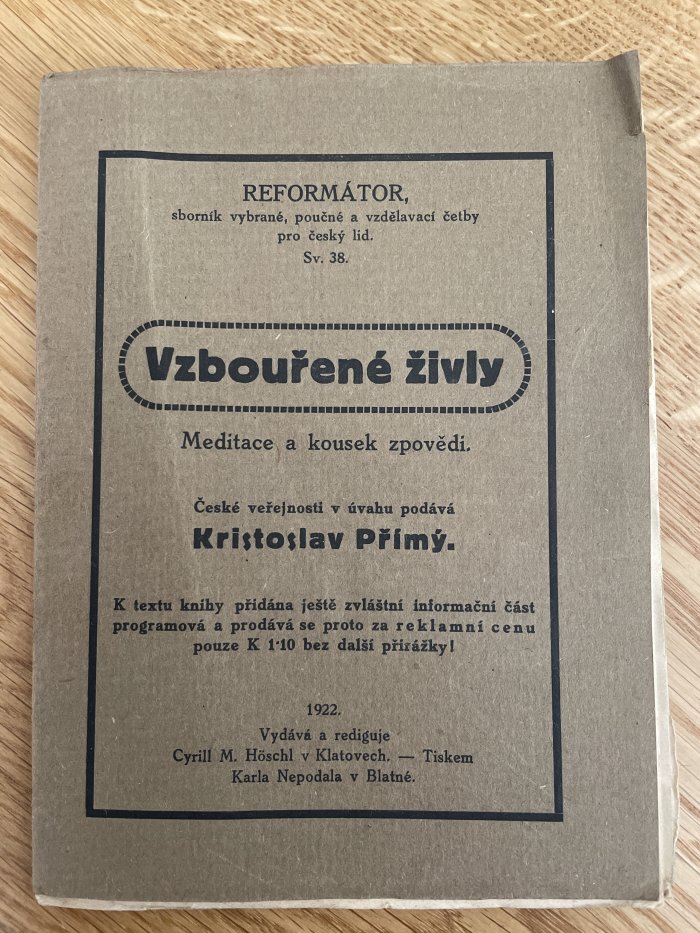 REFORMÁTOR,
sborník vybrané, poučné a vzdělavací četby
pro český lid.
Sv. 38.
Vzbouřené živly
Meditace a kousek zpovědi.
České veřejnosti v úvahu podává
Kristoslav Přímý.
K textu knihy přidána ještě zvláštní informační část
programová a prodává se proto za reklamní cenu
pouze K 1·10 bez další přirážky!
1922.
Vydává a rediguje
Cyrill M. Höschl v Klatovech. — Tiskem
Karla Nepodala v Blatné.